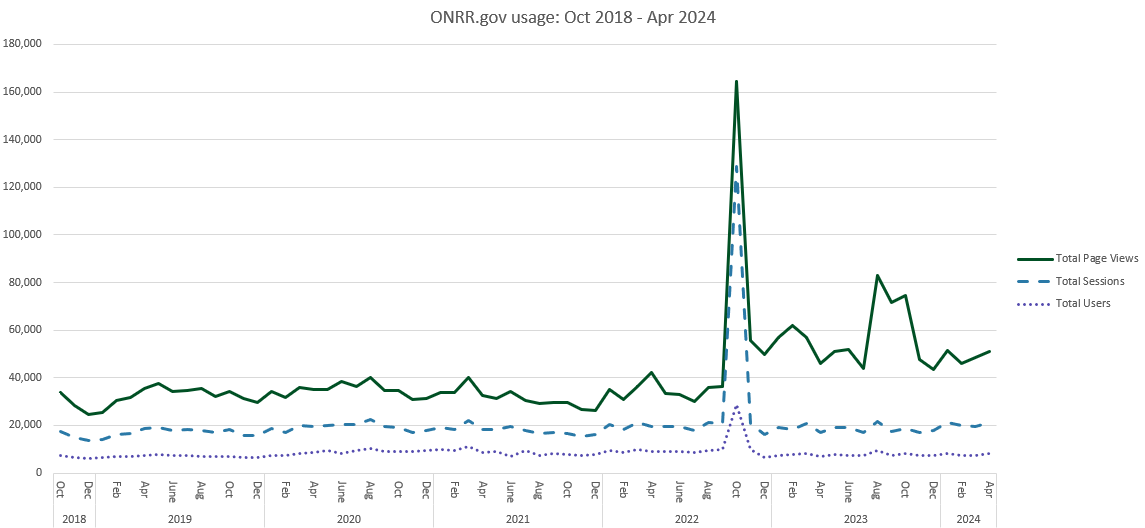 ONRR.gov usage: Oct 2018 - Apr 2024
180,000
160,000
140,000
120,000
100,000
80,000
60,000
40,000
20,000
0
Total Page Views
Total Sessions
Total Users
Oct Dec Feb Apr June Aug Oct Dec Feb Apr June Aug Oct Dec Feb Apr June Aug Oct Dec Feb Apr June Aug Oct Dec Feb Apr June Aug Oct Dec Feb Apr
2018 2019 2020 2021 2022 2023 2024